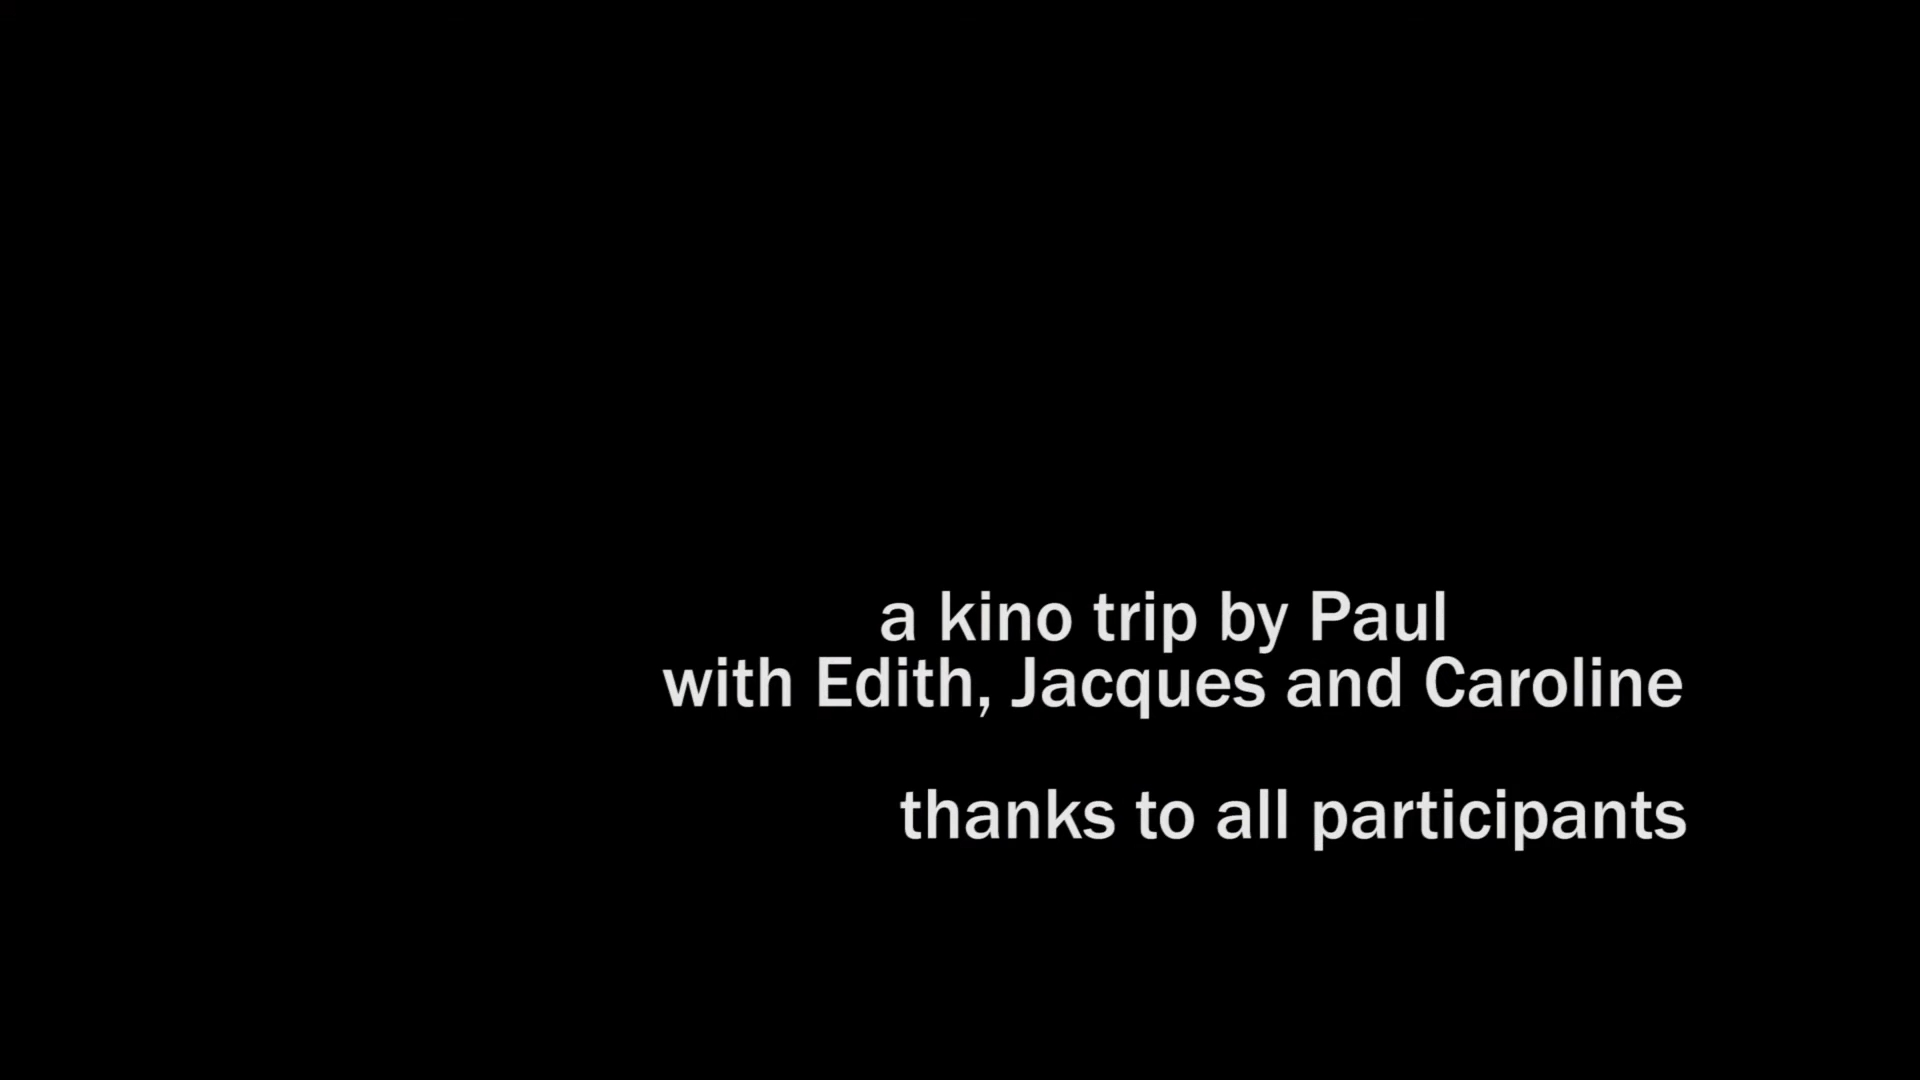 a kino trip by Paul
with Edith, Jacques and Caroline
thanks to all participants